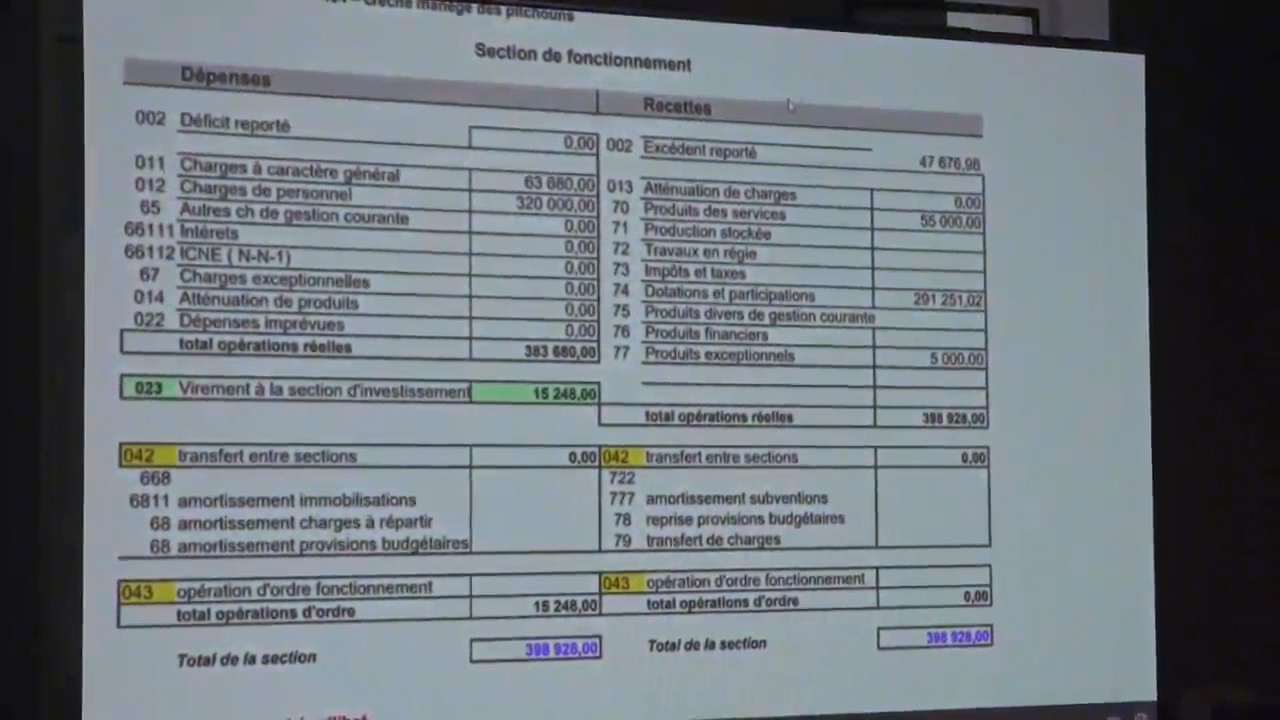 Crèche manège des pitchouns
Section de fonctionnement
Dépenses
Recettes
002 Déficit reporté 0,00
002 Excédent reporté 47 676,98
011 Charges à caractère général 63 680,00
012 Charges de personnel 320 000,00
65 Autres ch de gestion courante 0,00
66111 Intérets 0,00
66112 ICNE ( N-N-1) 0,00
67 Charges exceptionnelles 0,00
014 Atténuation de produits 0,00
022 Dépenses imprévues 0,00
total opérations réelles 383 680,00
013 Atténuation de charges 0,00
70 Produits des services 55 000,00
71 Production stockée
72 Travaux en régie
73 Impôts et taxes
74 Dotations et participations 291 251,02
75 Produits divers de gestion courante
76 Produits financiers
77 Produits exceptionnels 5 000,00
023 Virement à la section d'investissement 15 248,00
total opérations réelles 398 928,00
042 transfert entre sections 0,00
668
6811 amortissement immobilisations
68 amortissement charges à répartir
68 amortissement provisions budgétaires
042 transfert entre sections 0,00
722
777 amortissement subventions
78 reprise provisions budgétaires
79 transfert de charges
043 opération d'ordre fonctionnement
total opérations d'ordre 15 248,00
043 opération d'ordre fonctionnement
total opérations d'ordre 0,00
Total de la section 398 928,00
Total de la section 398 928,00